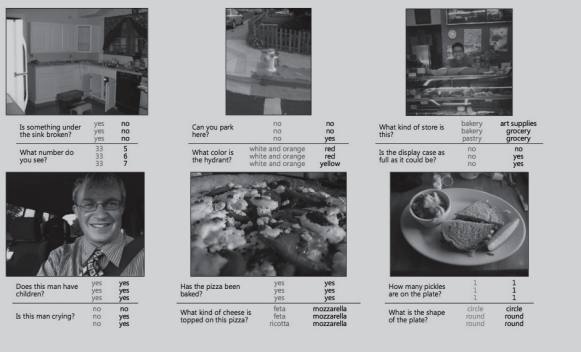 Is something under the sink broken?
yes no
yes no
yes no
What number do you see?
33 5
33 6
33 7
Can you park here?
no no
no no
no yes
What color is the hydrant?
white and orange red
white and orange red
white and orange yellow
What kind of store is this?
bakery art supplies
bakery grocery
pastry grocery
Is the display case as full as it could be?
no no
no yes
no yes
Does this man have children?
yes yes
yes yes
yes yes
Is this man crying?
no no
no yes
no yes
Has the pizza been baked?
yes yes
yes yes
yes yes
What kind of cheese is topped on this pizza?
feta mozzarella
feta mozzarella
ricotta mozzarella
How many pickles are on the plate?
1 1
1 1
1 1
What is the shape of the plate?
circle circle
round round
round round